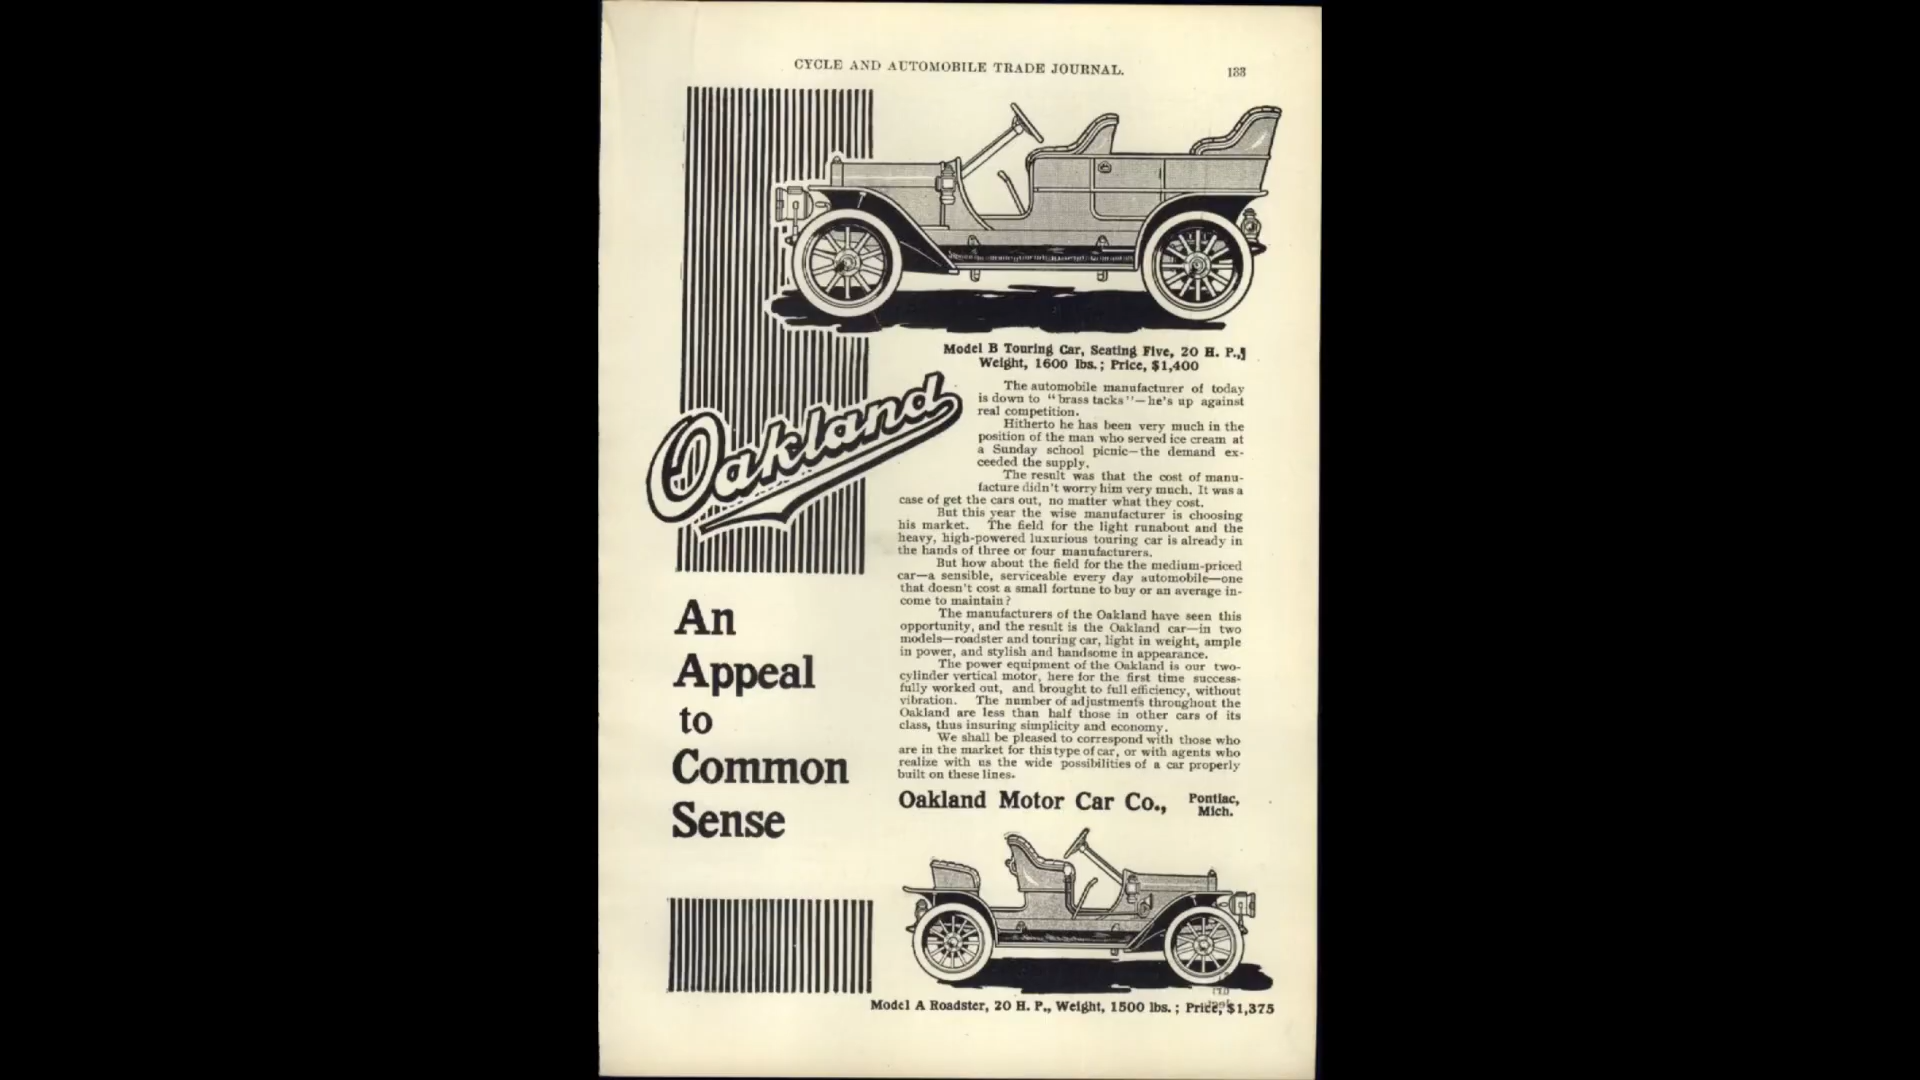 CYCLE AND AUTOMOBILE TRADE JOURNAL.
133
Model B Touring Car, Seating Five, 20 H. P.,
Weight, 1600 lbs.; Price, $1,400
Oakland
The automobile manufacturer of today
is down to "brass tacks"—he's up against
real competition.
Hitherto he has been very much in the
position of the man who served ice cream at
a Sunday school picnic—the demand ex-
ceeded the supply.
The result was that the cost of manu-
facture didn't worry him very much. It was a
case of get the cars out, no matter what they cost.
But this year the wise manufacturer is choosing
his market. The field for the light runabout and the
heavy, high-powered luxurious touring car is already in
the hands of three or four manufacturers.
But how about the field for the the medium-priced
car—a sensible, serviceable every day automobile—one
that doesn't cost a small fortune to buy or an average in-
come to maintain?
The manufacturers of the Oakland have seen this
opportunity, and the result is the Oakland car—in two
models—roadster and touring car, light in weight, ample
in power, and stylish and handsome in appearance.
The power equipment of the Oakland is our two-
cylinder vertical motor, here for the first time success-
fully worked out, and brought to full efficiency, without
vibration. The number of adjustments throughout the
Oakland are less than half those in other cars of its
class, thus insuring simplicity and economy.
We shall be pleased to correspond with those who
are in the market for this type of car, or with agents who
realize with us the wide possibilities of a car properly
built on these lines.
An
Appeal
to
Common
Sense
Oakland Motor Car Co., Pontiac,
Mich.
Model A Roadster, 20 H. P., Weight, 1500 lbs.; Price, $1,375